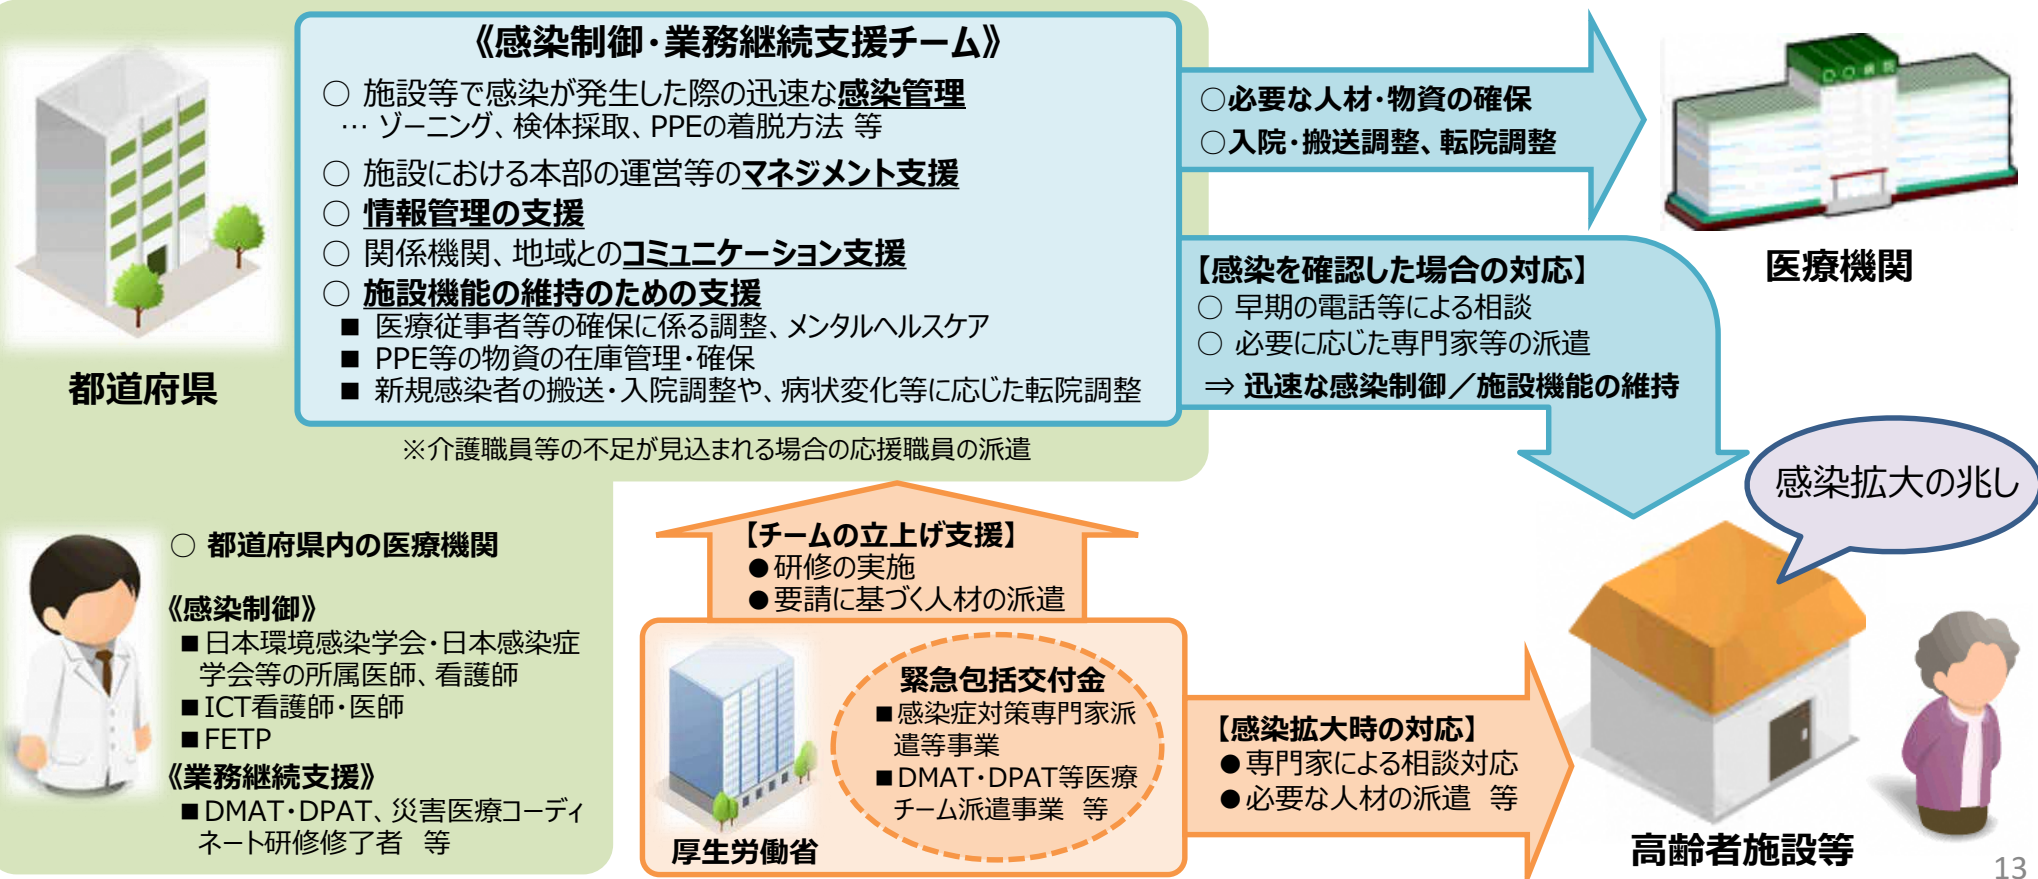 《感染制御・業務継続支援チーム》
○ 施設等で感染が発生した際の迅速な感染管理
… ゾーニング、検体採取、PPEの着脱方法 等
○ 施設における本部の運営等のマネジメント支援
○ 情報管理の支援
○ 関係機関、地域とのコミュニケーション支援
○ 施設機能の維持のための支援
■ 医療従事者等の確保に係る調整、メンタルヘルスケア
■ PPE等の物資の在庫管理・確保
■ 新規感染者の搬送・入院調整や、病状変化等に応じた転院調整
※介護職員等の不足が見込まれる場合の応援職員の派遣
都道府県
○ 都道府県内の医療機関
《感染制御》
■日本環境感染学会・日本感染症
学会等の所属医師、看護師
■ICT看護師・医師
■FETP
《業務継続支援》
■DMAT・DPAT、災害医療コーディ
ネート研修修了者 等
○必要な人材・物資の確保
○入院・搬送調整、転院調整
○○病院
医療機関
【感染を確認した場合の対応】
○ 早期の電話等による相談
○ 必要に応じた専門家等の派遣
⇒ 迅速な感染制御／施設機能の維持
感染拡大の兆し
【チームの立上げ支援】
●研修の実施
●要請に基づく人材の派遣
緊急包括交付金
■感染症対策専門家派
遣等事業
■DMAT・DPAT等医療
チーム派遣事業 等
厚生労働省
【感染拡大時の対応】
●専門家による相談対応
●必要な人材の派遣 等
高齢者施設等
13